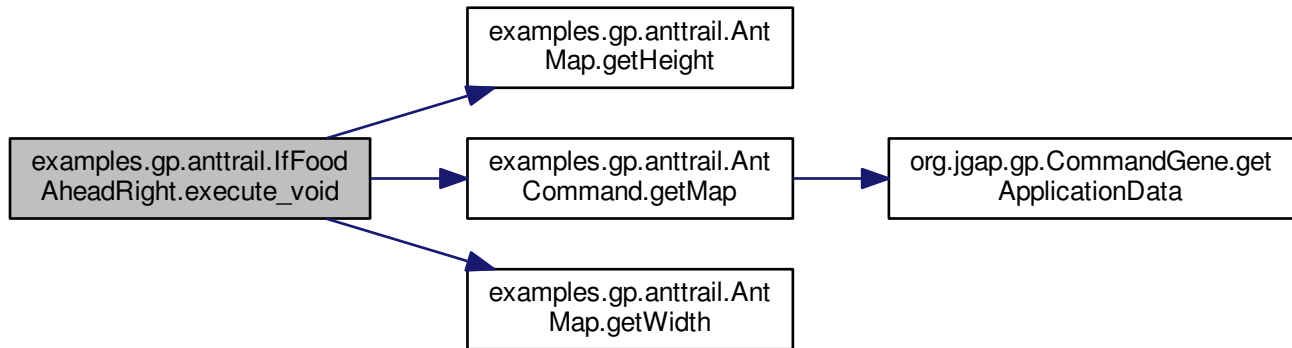 examples.gp.anttrail.IfFood
AheadRight.execute_void
examples.gp.anttrail.Ant
Map.getHeight
examples.gp.anttrail.Ant
Command.getMap
org.jgap.gp.CommandGene.get
ApplicationData
examples.gp.anttrail.Ant
Map.getWidth